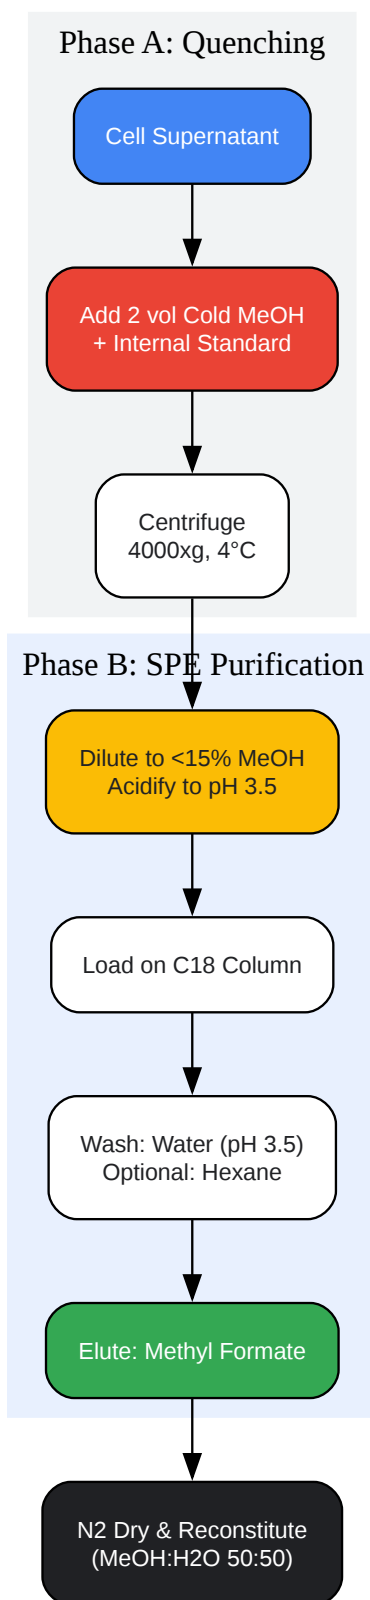 Phase A: Quenching
Cell Supernatant
Add 2 vol Cold MeOH
+ Internal Standard
Centrifuge
4000xg, 4°C
Phase B: SPE Purification
Dilute to <15% MeOH
Acidify to pH 3.5
Load on C18 Column
Wash: Water (pH 3.5)
Optional: Hexane
Elute: Methyl Formate
N2 Dry & Reconstitute
(MeOH:H2O 50:50)